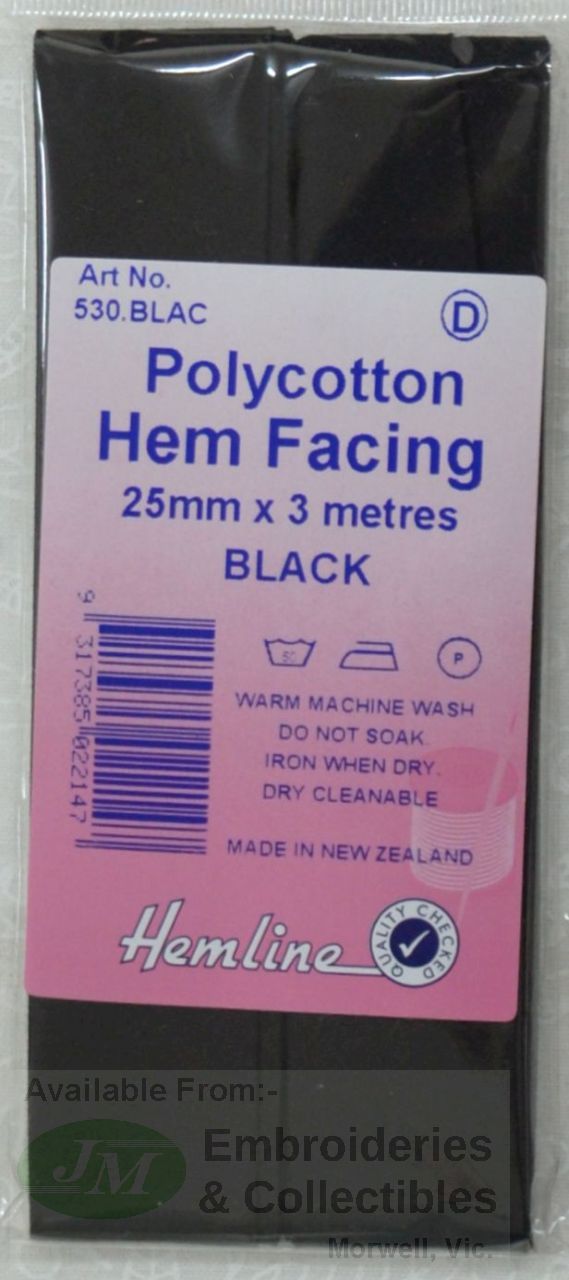 Art No.
530.BLAC
D
Polycotton
Hem Facing
25mm x 3 metres
BLACK
9 317385 022147
50
P
WARM MACHINE WASH
DO NOT SOAK.
IRON WHEN DRY.
DRY CLEANABLE
MADE IN NEW ZEALAND
Hemline
QUALITY CHECKED
Available From:-
JM
Embroideries
& Collectibles
Morwell, Vic.